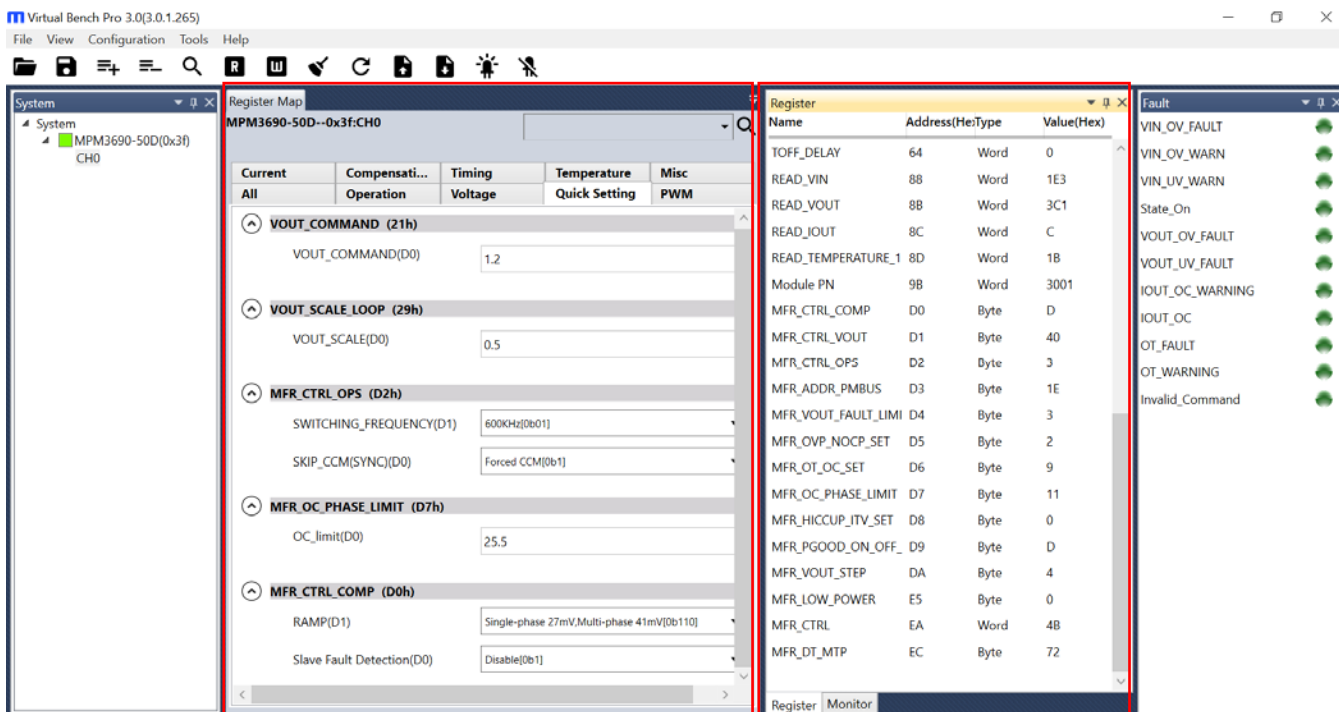 Virtual Bench Pro 3.0(3.0.1.265)
File View Configuration Tools Help
R W
System
System
MPM3690-50D(0x3f)
CH0
Register Map
MPM3690-50D--0x3f:CH0
Current Compensati... Timing Temperature Misc
All Operation Voltage Quick Setting PWM
VOUT_COMMAND (21h)
VOUT_COMMAND(D0) 1.2
VOUT_SCALE_LOOP (29h)
VOUT_SCALE(D0) 0.5
MFR_CTRL_OPS (D2h)
SWITCHING_FREQUENCY(D1) 600KHz[0b01]
SKIP_CCM(SYNC)(D0) Forced CCM[0b1]
MFR_OC_PHASE_LIMIT (D7h)
OC_limit(D0) 25.5
MFR_CTRL_COMP (D0h)
RAMP(D1) Single-phase 27mV,Multi-phase 41mV[0b110]
Slave Fault Detection(D0) Disable[0b1]
Register
Name Address(He: Type Value(Hex)
TOFF_DELAY 64 Word 0
READ_VIN 88 Word 1E3
READ_VOUT 8B Word 3C1
READ_IOUT 8C Word C
READ_TEMPERATURE_1 8D Word 1B
Module PN 9B Word 3001
MFR_CTRL_COMP D0 Byte D
MFR_CTRL_VOUT D1 Byte 40
MFR_CTRL_OPS D2 Byte 3
MFR_ADDR_PMBUS D3 Byte 1E
MFR_VOUT_FAULT_LIMI D4 Byte 3
MFR_OVP_NOCP_SET D5 Byte 2
MFR_OT_OC_SET D6 Byte 9
MFR_OC_PHASE_LIMIT D7 Byte 11
MFR_HICCUP_ITV_SET D8 Byte 0
MFR_PGOOD_ON_OFF_ D9 Byte D
MFR_VOUT_STEP DA Byte 4
MFR_LOW_POWER E5 Byte 0
MFR_CTRL EA Word 4B
MFR_DT_MTP EC Byte 72
Register Monitor
Fault
VIN_OV_FAULT
VIN_OV_WARN
VIN_UV_WARN
State_On
VOUT_OV_FAULT
VOUT_UV_FAULT
IOUT_OC_WARNING
IOUT_OC
OT_FAULT
OT_WARNING
Invalid_Command